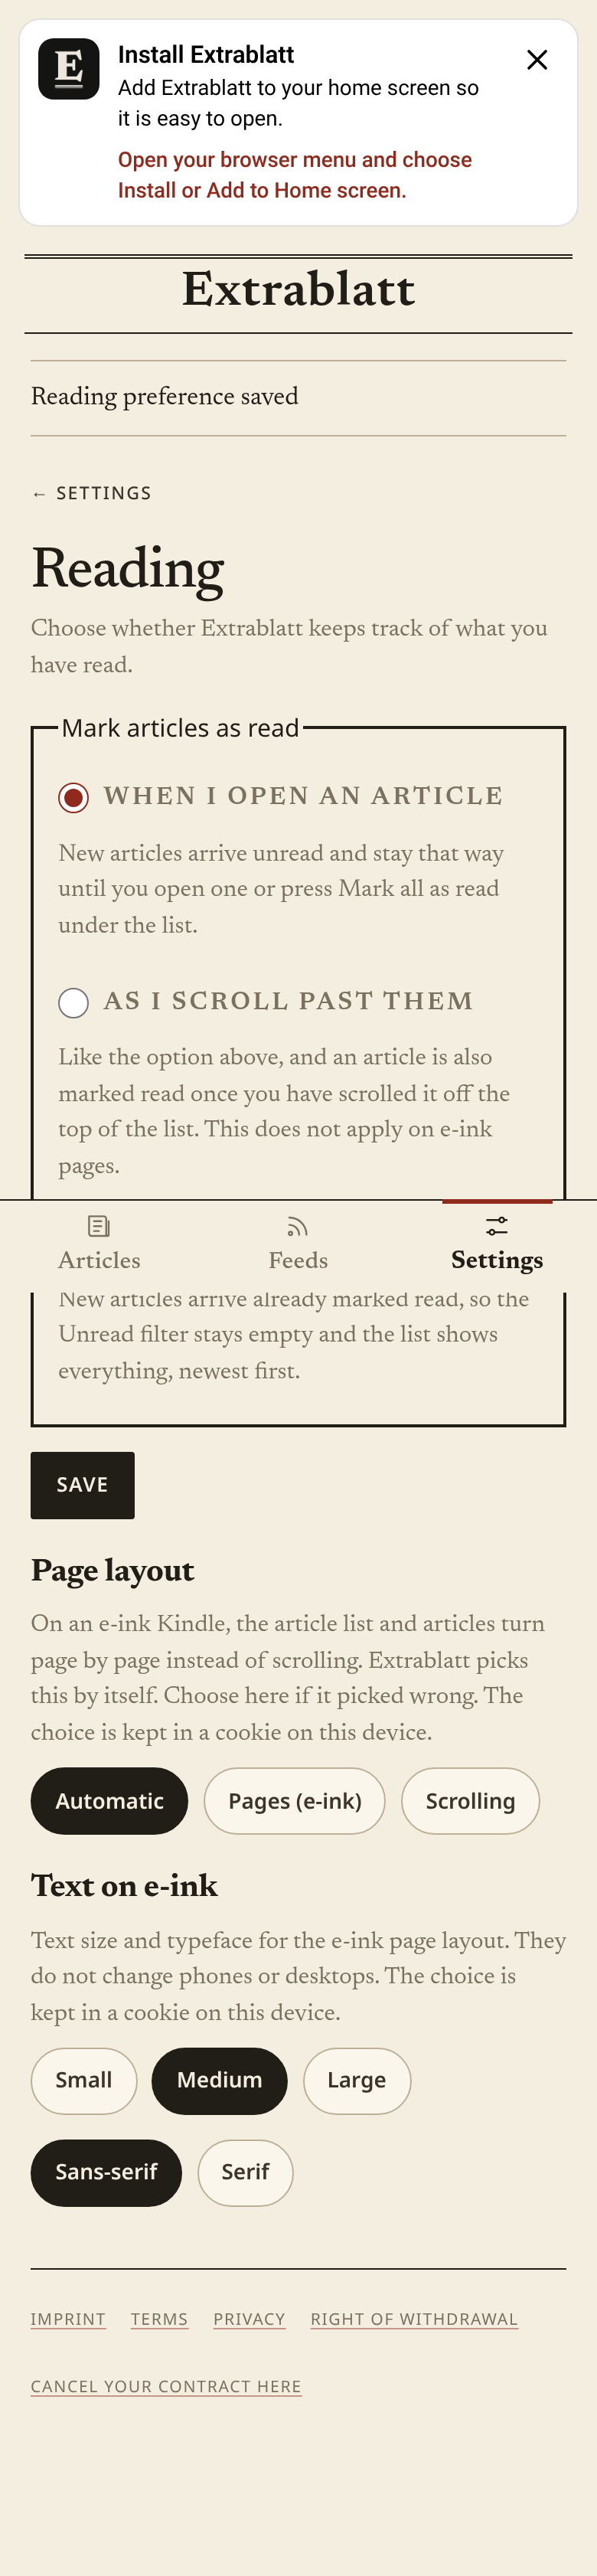 E
Install Extrablatt
Add Extrablatt to your home screen so
it is easy to open.
Open your browser menu and choose
Install or Add to Home screen.
Extrablatt
Reading preference saved
← SETTINGS
Reading
Choose whether Extrablatt keeps track of what you
have read.
Mark articles as read
WHEN I OPEN AN ARTICLE
New articles arrive unread and stay that way
until you open one or press Mark all as read
under the list.
AS I SCROLL PAST THEM
Like the option above, and an article is also
marked read once you have scrolled it off the
top of the list. This does not apply on e-ink
pages.
Articles
Feeds
Settings
New articles arrive already marked read, so the
Unread filter stays empty and the list shows
everything, newest first.
SAVE
Page layout
On an e-ink Kindle, the article list and articles turn
page by page instead of scrolling. Extrablatt picks
this by itself. Choose here if it picked wrong. The
choice is kept in a cookie on this device.
Automatic
Pages (e-ink)
Scrolling
Text on e-ink
Text size and typeface for the e-ink page layout. They
do not change phones or desktops. The choice is
kept in a cookie on this device.
Small
Medium
Large
Sans-serif
Serif
IMPRINT
TERMS
PRIVACY
RIGHT OF WITHDRAWAL
CANCEL YOUR CONTRACT HERE